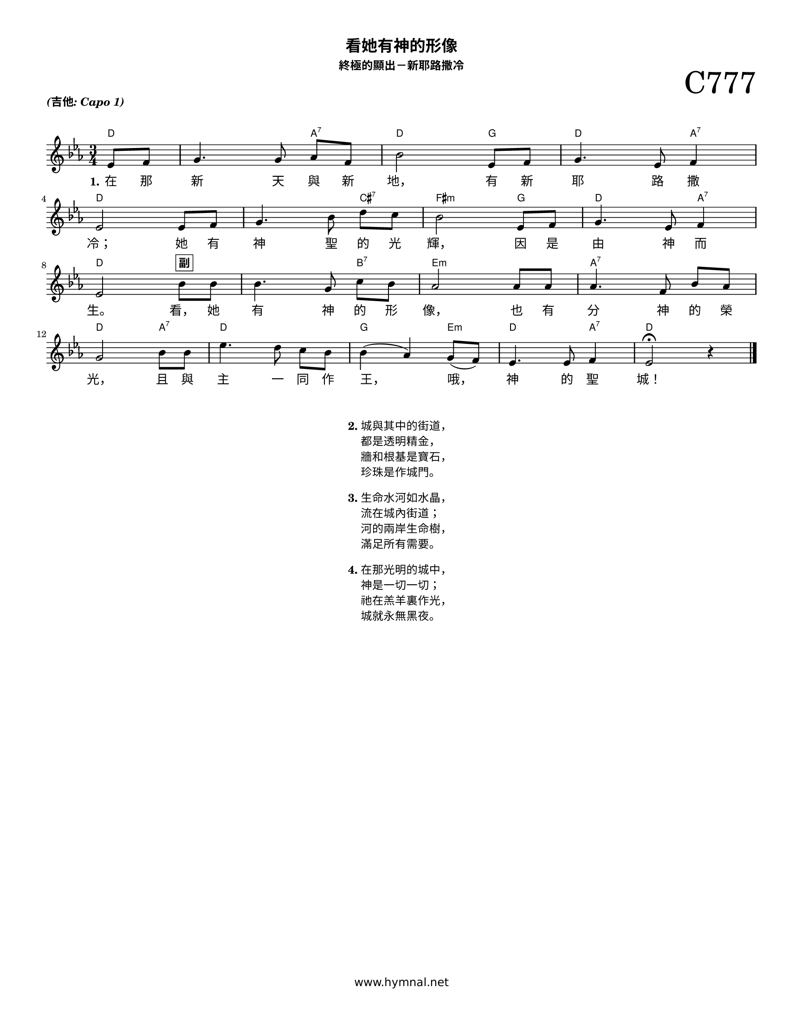 看她有神的形像
終極的顯出－新耶路撒冷
C777
(吉他: Capo 1)
D A7 D G D A7
3 4
1. 在 那 新 天 與 新 地， 有 新 耶 路 撒
4 D C#7 F#m G D A7
冷； 她 有 神 聖 的 光 輝， 因 是 由 神 而
8 D 副 B7 Em A7
生。 看， 她 有 神 的 形 像， 也 有 分 神 的 榮
12 D A7 D G Em D A7 D
光， 且 與 主 一 同 作 王， 哦， 神 的 聖 城！
2. 城與其中的街道，
都是透明精金，
牆和根基是寶石，
珍珠是作城門。
3. 生命水河如水晶，
流在城內街道；
河的兩岸生命樹，
滿足所有需要。
4. 在那光明的城中，
神是一切一切；
祂在羔羊裏作光，
城就永無黑夜。
www.hymnal.net